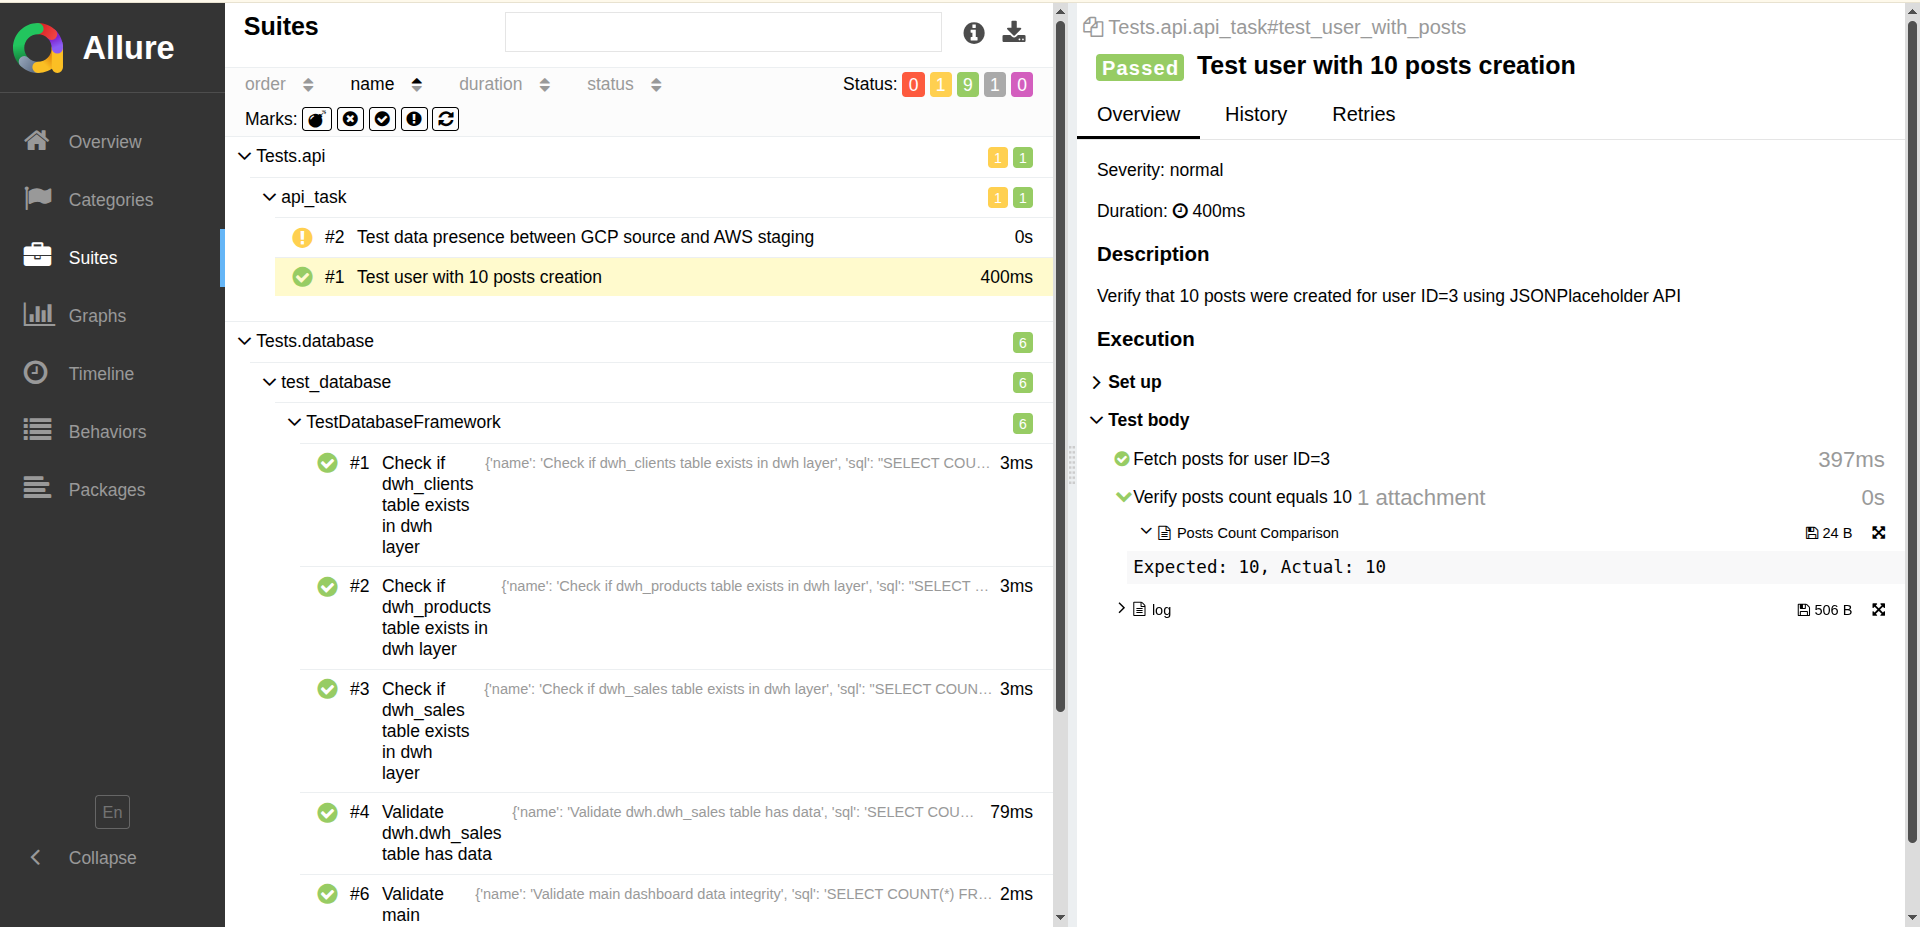 Allure
Overview
Categories
Suites
Graphs
Timeline
Behaviors
Packages
En
Collapse
Suites
order name duration status Status: 0 1 9 1 0
Marks:
Tests.api 1 1
api_task 1 1
#2 Test data presence between GCP source and AWS staging 0s
#1 Test user with 10 posts creation 400ms
Tests.database 6
test_database 6
TestDatabaseFramework 6
#1 Check if {'name': 'Check if dwh_clients table exists in dwh layer', 'sql': "SELECT COU… 3ms
dwh_clients
table exists
in dwh
layer
#2 Check if {'name': 'Check if dwh_products table exists in dwh layer', 'sql': "SELECT … 3ms
dwh_products
table exists in
dwh layer
#3 Check if {'name': 'Check if dwh_sales table exists in dwh layer', 'sql': "SELECT COUN… 3ms
dwh_sales
table exists
in dwh
layer
#4 Validate {'name': 'Validate dwh.dwh_sales table has data', 'sql': 'SELECT COU… 79ms
dwh.dwh_sales
table has data
#6 Validate {'name': 'Validate main dashboard data integrity', 'sql': 'SELECT COUNT(*) FR… 2ms
main
Tests.api.api_task#test_user_with_posts
Passed Test user with 10 posts creation
Overview History Retries
Severity: normal
Duration: 400ms
Description
Verify that 10 posts were created for user ID=3 using JSONPlaceholder API
Execution
Set up
Test body
Fetch posts for user ID=3 397ms
Verify posts count equals 10 1 attachment 0s
Posts Count Comparison 24 B
Expected: 10, Actual: 10
log 506 B